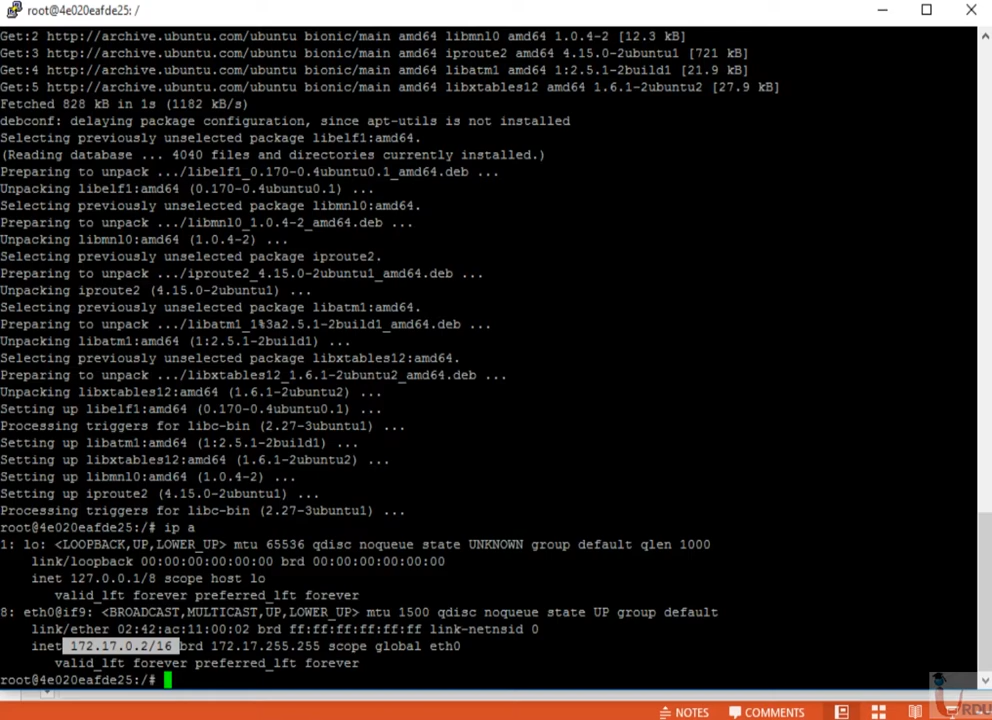 root@4e020eafde25: /
Get:2 http://archive.ubuntu.com/ubuntu bionic/main amd64 libmnl0 amd64 1.0.4-2 [12.3 kB]
Get:3 http://archive.ubuntu.com/ubuntu bionic/main amd64 iproute2 amd64 4.15.0-2ubuntu1 [721 kB]
Get:4 http://archive.ubuntu.com/ubuntu bionic/main amd64 libatm1 amd64 1:2.5.1-2build1 [21.9 kB]
Get:5 http://archive.ubuntu.com/ubuntu bionic/main amd64 libxtables12 amd64 1.6.1-2ubuntu2 [27.9 kB]
Fetched 828 kB in 1s (1182 kB/s)
debconf: delaying package configuration, since apt-utils is not installed
Selecting previously unselected package libelf1:amd64.
(Reading database ... 4040 files and directories currently installed.)
Preparing to unpack .../libelf1_0.170-0.4ubuntu0.1_amd64.deb ...
Unpacking libelf1:amd64 (0.170-0.4ubuntu0.1) ...
Selecting previously unselected package libmnl0:amd64.
Preparing to unpack .../libmnl0_1.0.4-2_amd64.deb ...
Unpacking libmnl0:amd64 (1.0.4-2) ...
Selecting previously unselected package iproute2.
Preparing to unpack .../iproute2_4.15.0-2ubuntu1_amd64.deb ...
Unpacking iproute2 (4.15.0-2ubuntu1) ...
Selecting previously unselected package libatm1:amd64.
Preparing to unpack .../libatm1_1%3a2.5.1-2build1_amd64.deb ...
Unpacking libatm1:amd64 (1:2.5.1-2build1) ...
Selecting previously unselected package libxtables12:amd64.
Preparing to unpack .../libxtables12_1.6.1-2ubuntu2_amd64.deb ...
Unpacking libxtables12:amd64 (1.6.1-2ubuntu2) ...
Setting up libelf1:amd64 (0.170-0.4ubuntu0.1) ...
Processing triggers for libc-bin (2.27-3ubuntu1) ...
Setting up libatm1:amd64 (1:2.5.1-2build1) ...
Setting up libxtables12:amd64 (1.6.1-2ubuntu2) ...
Setting up libmnl0:amd64 (1.0.4-2) ...
Setting up iproute2 (4.15.0-2ubuntu1) ...
Processing triggers for libc-bin (2.27-3ubuntu1) ...
root@4e020eafde25:/# ip a
1: lo: <LOOPBACK,UP,LOWER_UP> mtu 65536 qdisc noqueue state UNKNOWN group default qlen 1000
link/loopback 00:00:00:00:00:00 brd 00:00:00:00:00:00
inet 127.0.0.1/8 scope host lo
valid_lft forever preferred_lft forever
8: eth0@if9: <BROADCAST,MULTICAST,UP,LOWER_UP> mtu 1500 qdisc noqueue state UP group default
link/ether 02:42:ac:11:00:02 brd ff:ff:ff:ff:ff:ff link-netnsid 0
inet 172.17.0.2/16 brd 172.17.255.255 scope global eth0
valid_lft forever preferred_lft forever
root@4e020eafde25:/#
NOTES COMMENTS